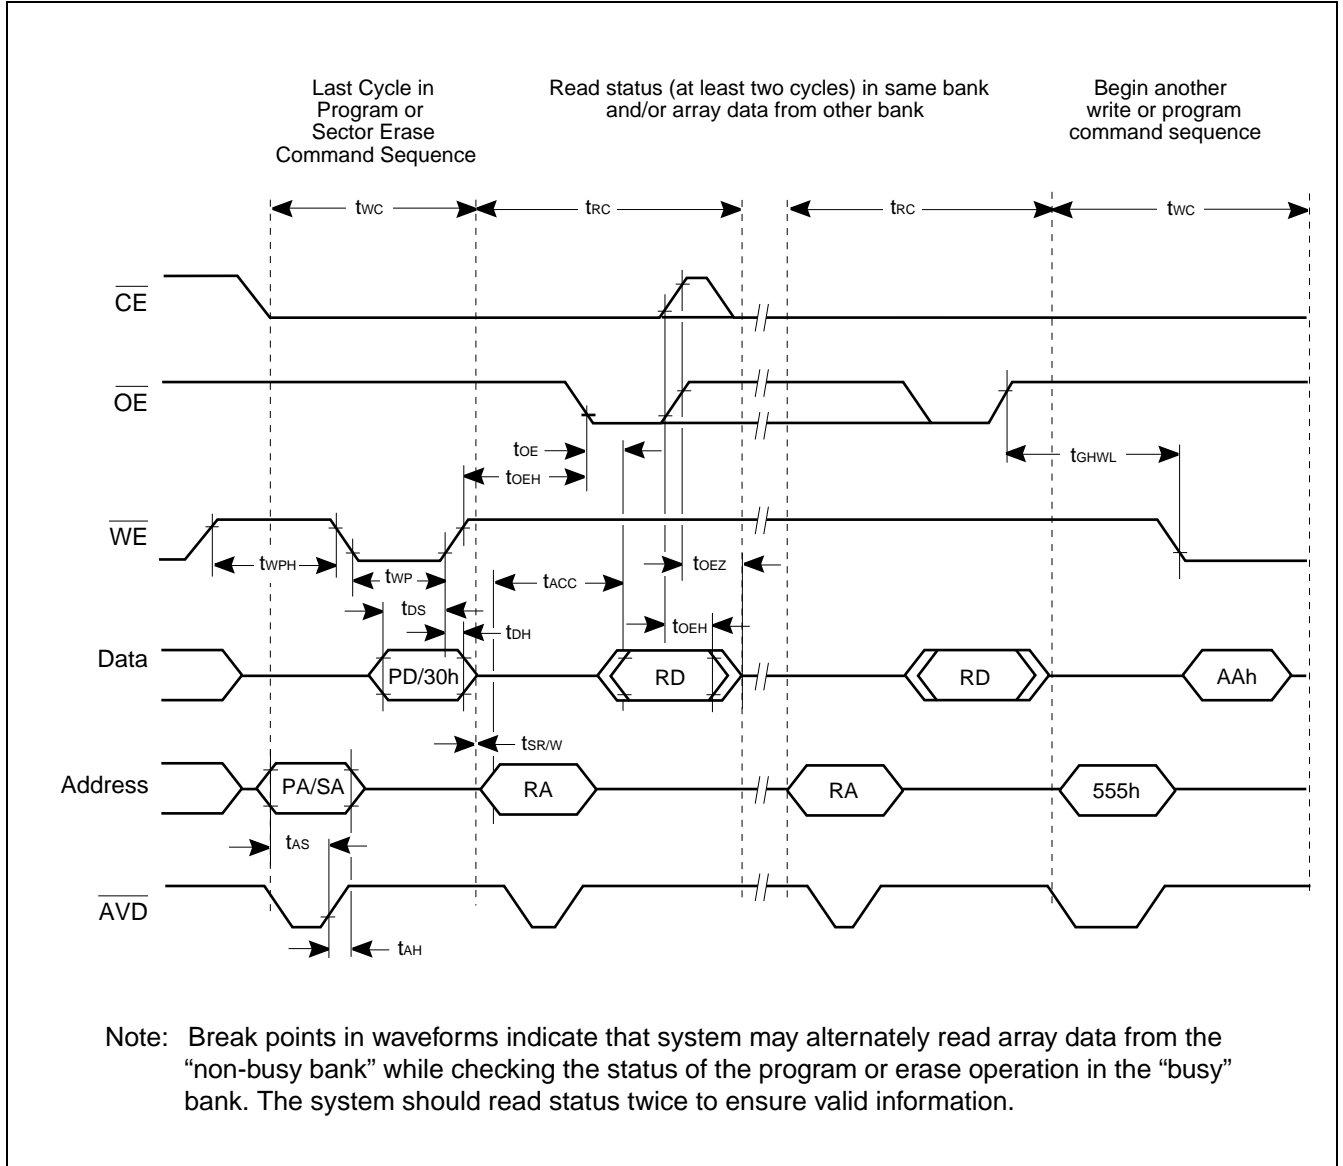 Last Cycle in
Program or
Sector Erase
Command Sequence
Read status (at least two cycles) in same bank
and/or array data from other bank
Begin another
write or program
command sequence
tWC
tRC
tRC
tWC
CE
OE
tOE
tOEH
tGHWL
WE
tWPH
tWP
tOEZ
tACC
tDS
tDH
tOEH
Data
PD/30h
RD
RD
AAh
tSR/W
Address
PA/SA
RA
RA
555h
tAS
AVD
tAH
Note: Break points in waveforms indicate that system may alternately read array data from the
“non-busy bank” while checking the status of the program or erase operation in the “busy”
bank. The system should read status twice to ensure valid information.